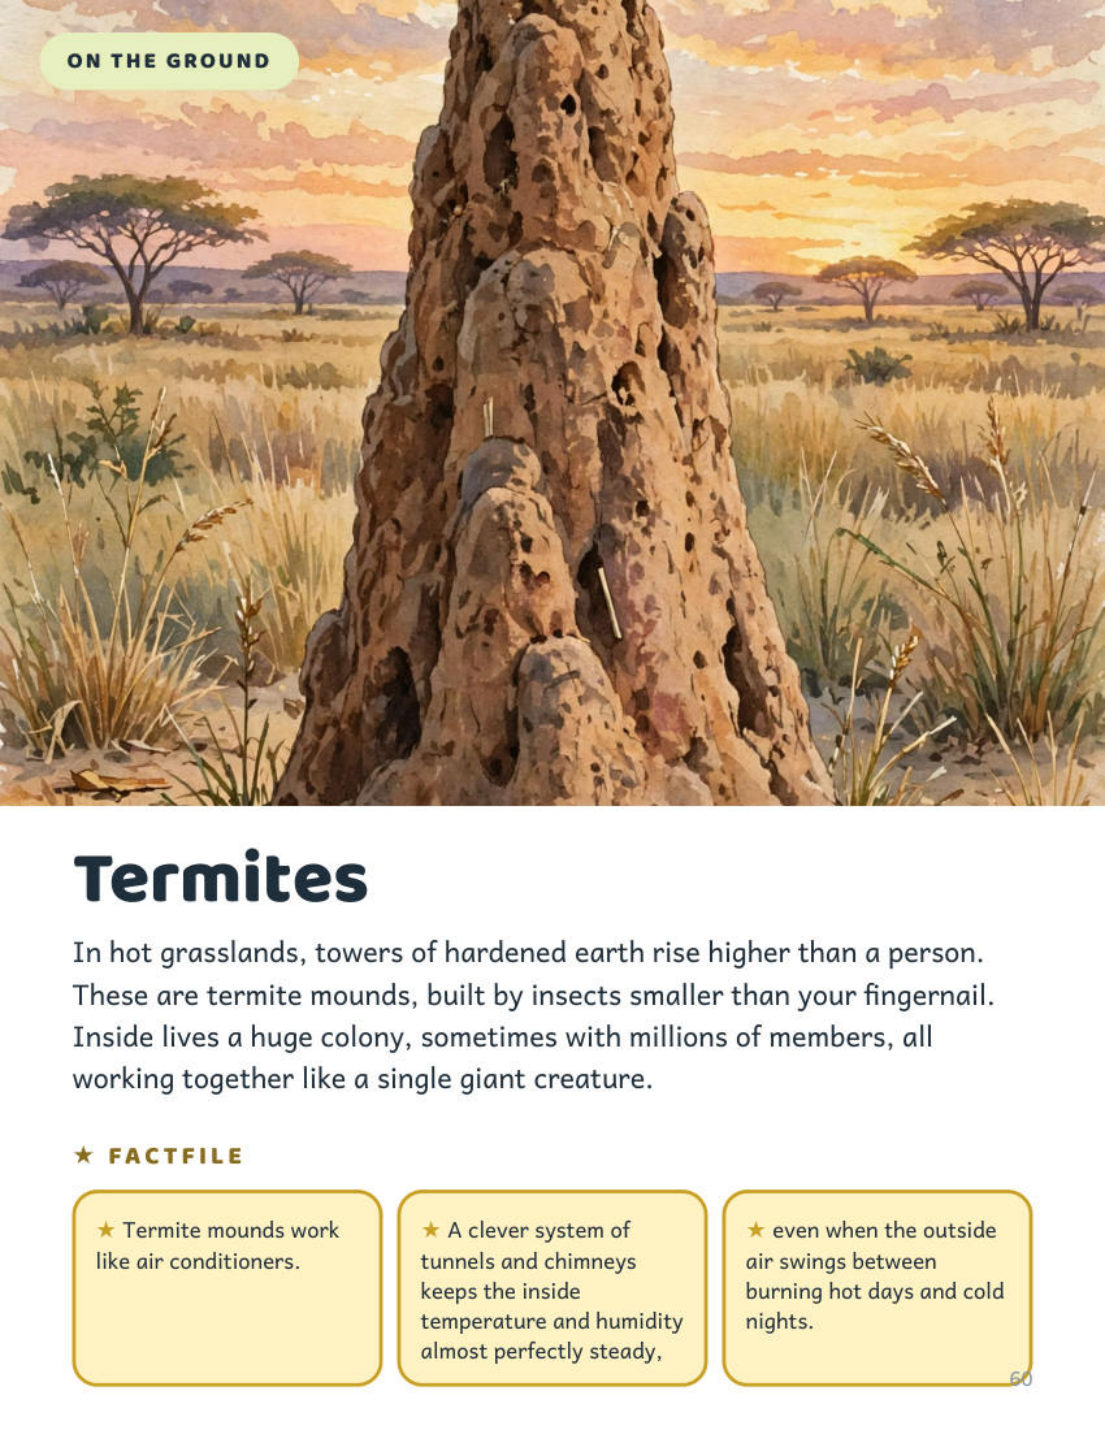 ON THE GROUND
Termites
In hot grasslands, towers of hardened earth rise higher than a person.
These are termite mounds, built by insects smaller than your fingernail.
Inside lives a huge colony, sometimes with millions of members, all
working together like a single giant creature.
★ FACTFILE
★ Termite mounds work
like air conditioners.
★ A clever system of
tunnels and chimneys
keeps the inside
temperature and humidity
almost perfectly steady,
★ even when the outside
air swings between
burning hot days and cold
nights.
60